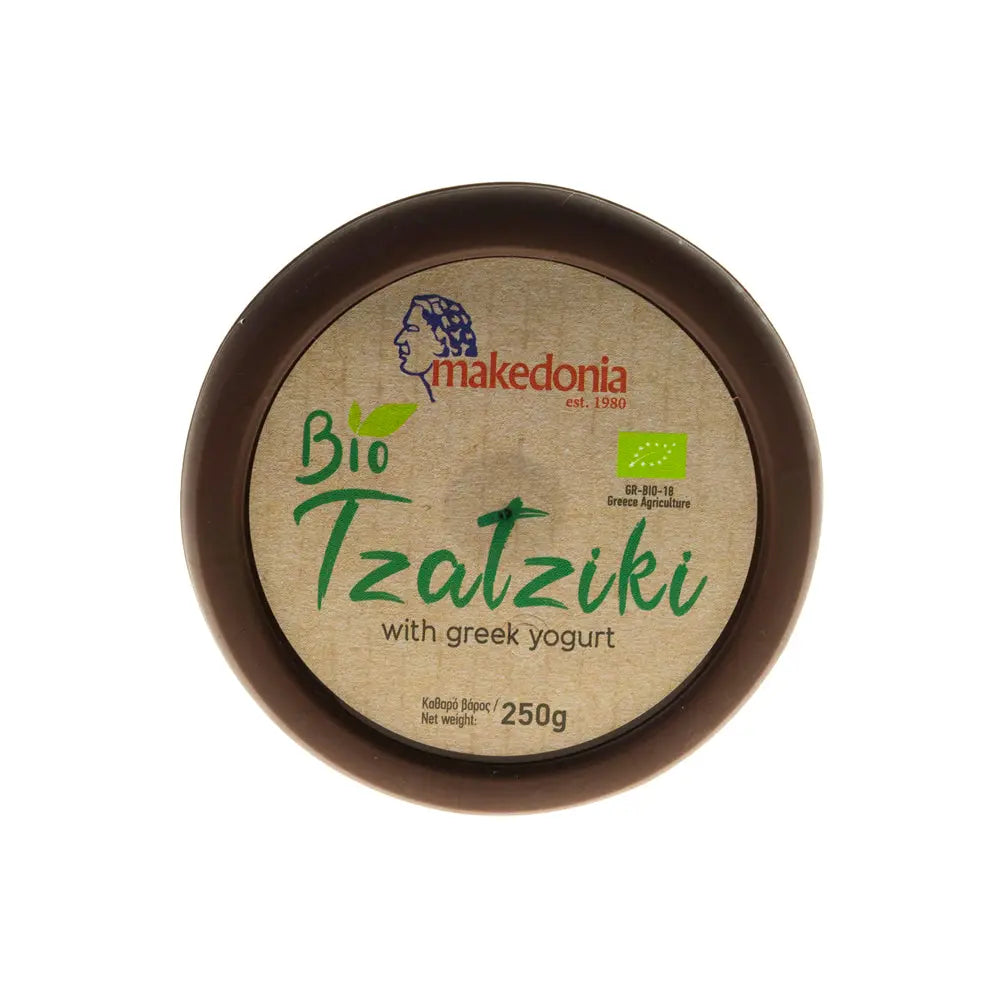 makedonia
est. 1980
Bio
GR-BIO-18
Greece Agriculture
Tzatziki
with greek yogurt
Καθαρό βάρος /
Net weight: 250g